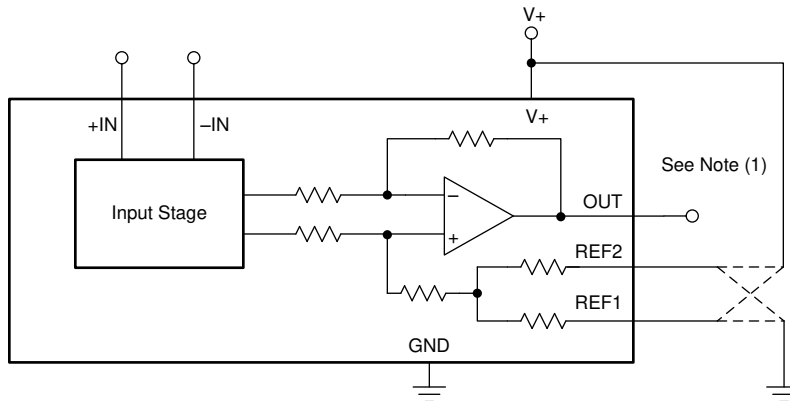 V+
+IN
–IN
V+
Input Stage
–
+
See Note (1)
OUT
REF2
REF1
GND